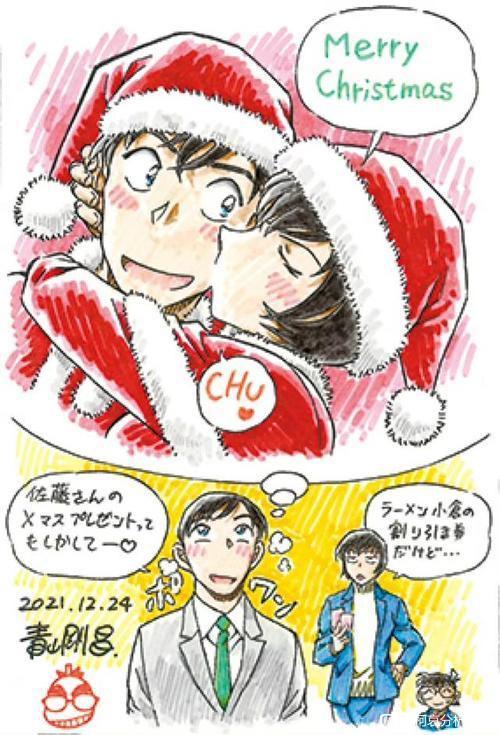 Merry
Christmas
CHU
佐藤さんの
Xマスプレゼントって
もしかしてー♡
ラーメン小倉の
割り引き券
だけど…
ポワ
ワン
2021.12.24
青山剛昌.